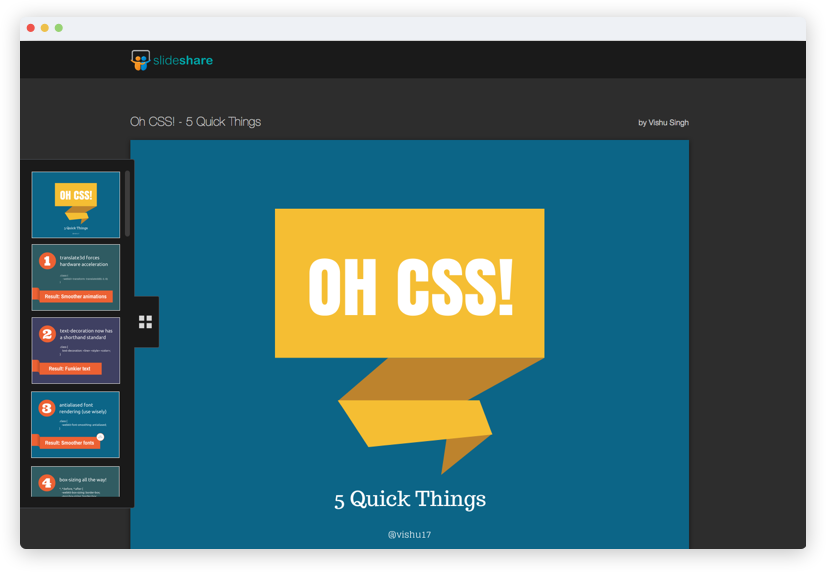 slideshare
Oh CSS! - 5 Quick Things
by Vishu Singh
OH CSS!
5 Quick Things
1
translate3d forces
hardware acceleration
Result: Smoother animations
2
text-decoration now has
a shorthand standard
Result: Funkier text
3
antialiased font
rendering (use wisely)
Result: Smoother fonts
4
box-sizing all the way!
OH CSS!
5 Quick Things
@vishu17